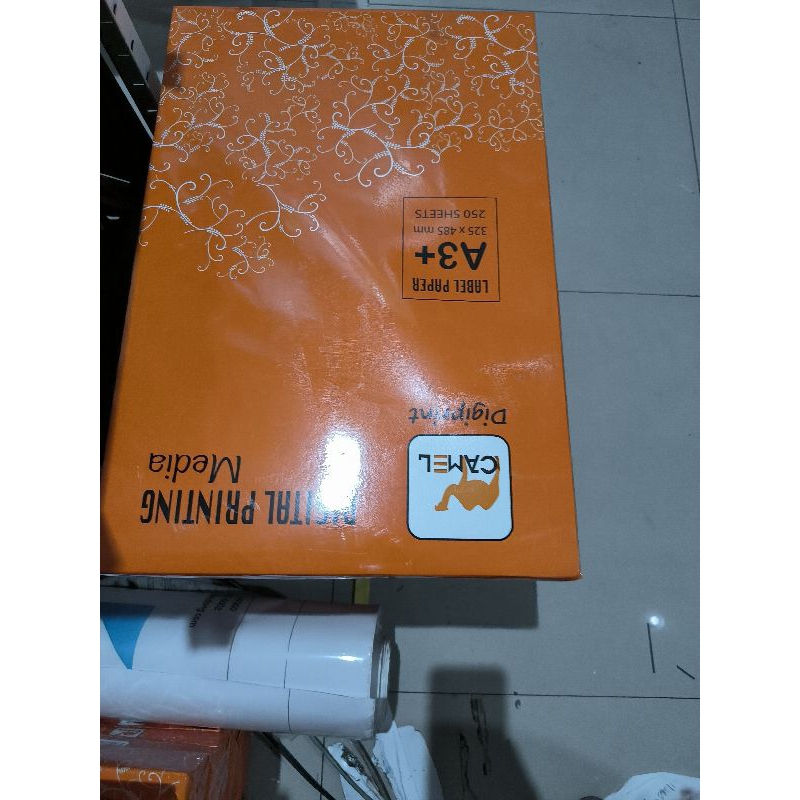 CAMEL
Digiprint
DIGITAL PRINTING
Media
LABEL PAPER
A3+
325 x 485 mm
250 SHEETS